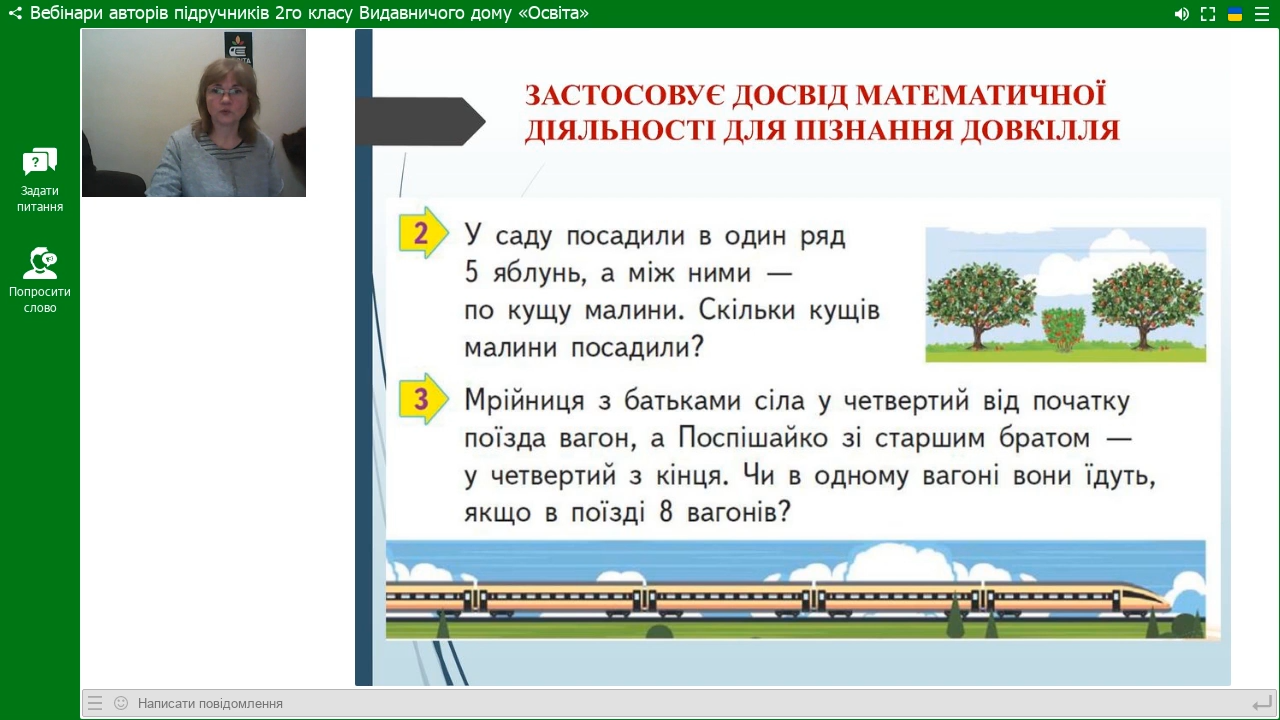 Вебінари авторів підручників 2го класу Видавничого дому «Освіта»
Задати
питання
Попросити
слово
ЗАСТОСОВУЄ ДОСВІД МАТЕМАТИЧНОЇ
ДІЯЛЬНОСТІ ДЛЯ ПІЗНАННЯ ДОВКІЛЛЯ
2 У саду посадили в один ряд
5 яблунь, а між ними —
по кущу малини. Скільки кущів
малини посадили?
3 Мрійниця з батьками сіла у четвертий від початку
поїзда вагон, а Поспішайко зі старшим братом —
у четвертий з кінця. Чи в одному вагоні вони їдуть,
якщо в поїзді 8 вагонів?
Написати повідомлення